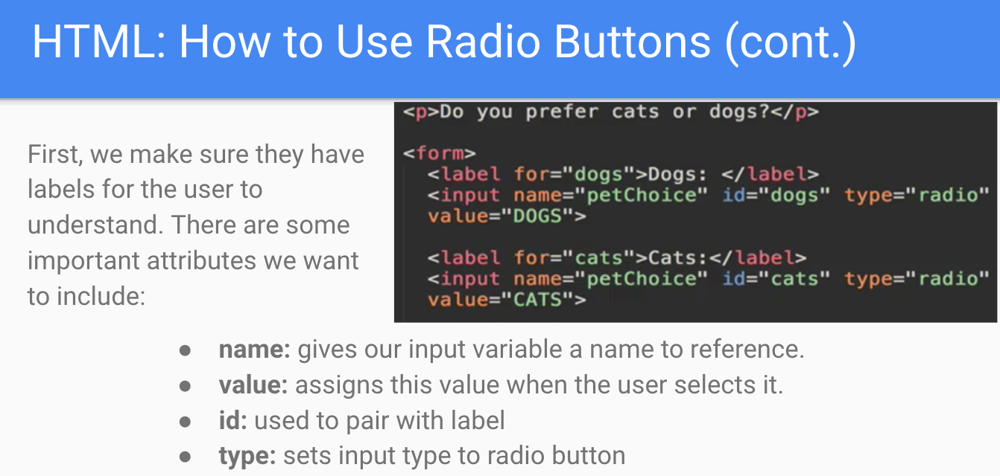 HTML: How to Use Radio Buttons (cont.)
First, we make sure they have
labels for the user to
understand. There are some
important attributes we want
to include:
<p>Do you prefer cats or dogs?</p>
<form>
<label for="dogs">Dogs: </label>
<input name="petChoice" id="dogs" type="radio"
value="DOGS">
<label for="cats">Cats:</label>
<input name="petChoice" id="cats" type="radio"
value="CATS">
● name: gives our input variable a name to reference.
● value: assigns this value when the user selects it.
● id: used to pair with label
● type: sets input type to radio button